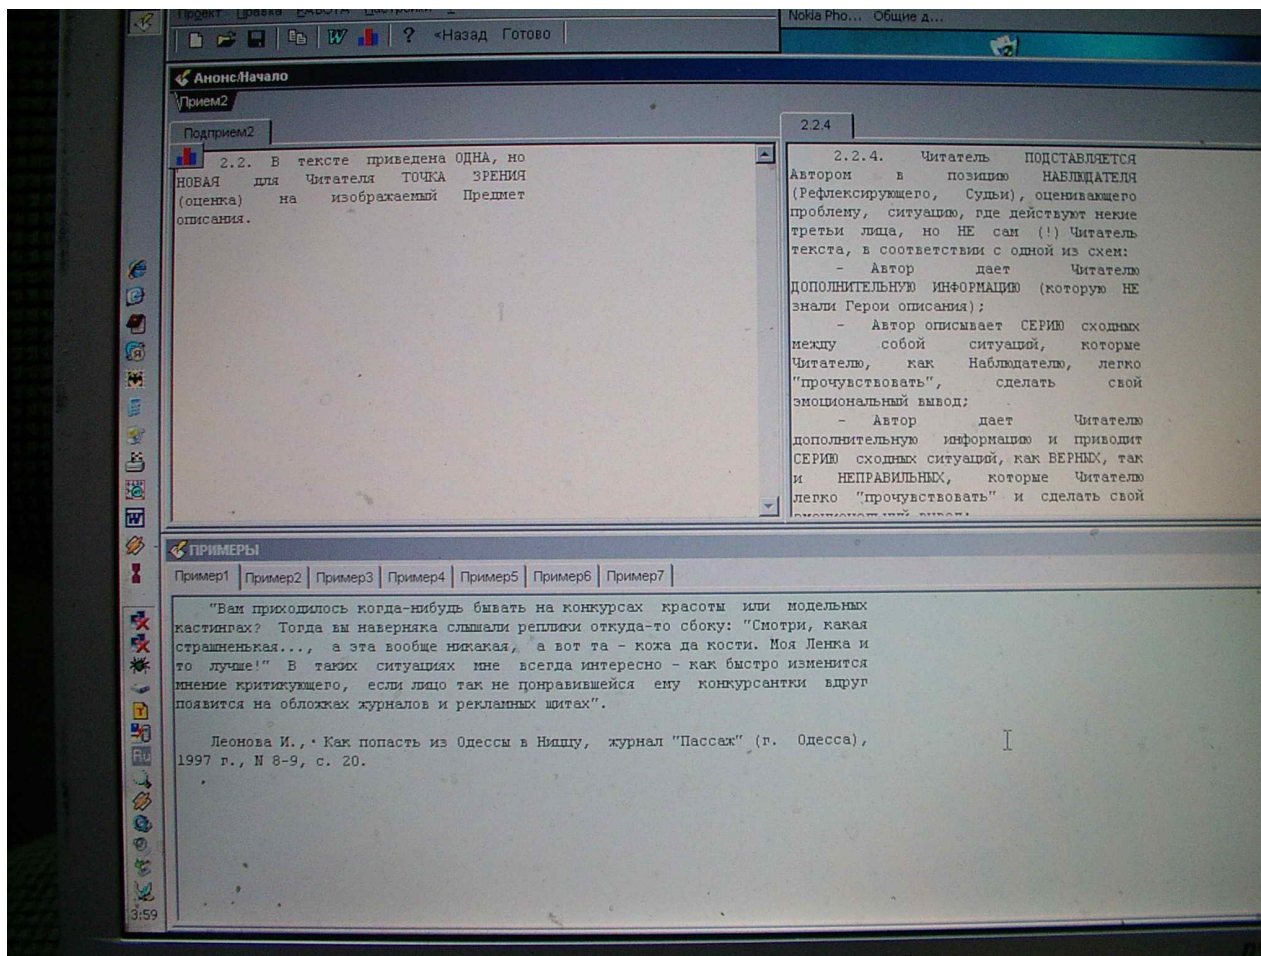 Проект Правка РАБОТА Настройки ?
Nokia Pho... Общие д...
? <Назад Готово
Анонс/Начало
\Прием2
Подприем2
2.2. В тексте приведена ОДНА, но
НОВАЯ для Читателя ТОЧКА ЗРЕНИЯ
(оценка) на изображаемый Предмет
описания.
2.2.4
2.2.4. Читатель ПОДСТАВЛЯЕТСЯ
Автором в позицию НАБЛЮДАТЕЛЯ
(Рефлексирующего, Судьи), оценивающего
проблему, ситуацию, где действуют некие
третьи лица, но НЕ сам (!) Читатель
текста, в соответствии с одной из схем:
- Автор дает Читателю
ДОПОЛНИТЕЛЬНУЮ ИНФОРМАЦИЮ (которую НЕ
знали Герои описания);
- Автор описывает СЕРИЮ сходных
между собой ситуаций, которые
Читателю, как Наблюдателю, легко
"прочувствовать", сделать свой
эмоциональный вывод;
- Автор дает Читателю
дополнительную информацию и приводит
СЕРИЮ сходных ситуаций, как ВЕРНЫХ, так
и НЕПРАВИЛЬНЫХ, которые Читателю
легко "прочувствовать" и сделать свой
эмоциональный вывод;
ПРИМЕРЫ
Пример1 Пример2 Пример3 Пример4 Пример5 Пример6 Пример7
"Вам приходилось когда-нибудь бывать на конкурсах красоты или модельных
кастингах? Тогда вы наверняка слышали реплики откуда-то сбоку: "Смотри, какая
страшненькая..., а эта вообще никакая, а вот та - кожа да кости. Моя Ленка и
то лучше!" В таких ситуациях мне всегда интересно - как быстро изменится
мнение критикующего, если лицо так не понравившейся ему конкурсантки вдруг
появится на обложках журналов и рекламных щитах".
Леонова И., Как попасть из Одессы в Ниццу, журнал "Пассаж" (г. Одесса),
1997 г., N 8-9, с. 20.
Ru
3:59